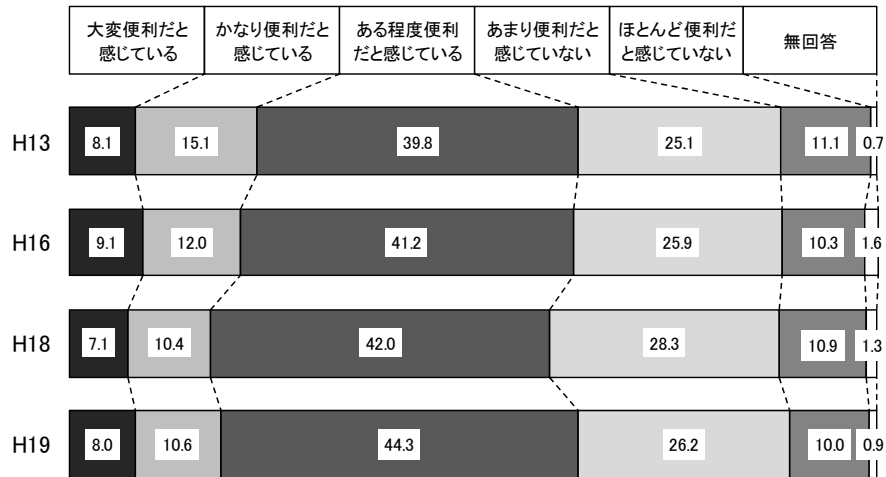 大変便利だと
感じている
かなり便利だと
感じている
ある程度便利
だと感じている
あまり便利だと
感じていない
ほとんど便利だ
と感じていない
無回答
H13
8.1
15.1
39.8
25.1
11.1
0.7
H16
9.1
12.0
41.2
25.9
10.3
1.6
H18
7.1
10.4
42.0
28.3
10.9
1.3
H19
8.0
10.6
44.3
26.2
10.0
0.9